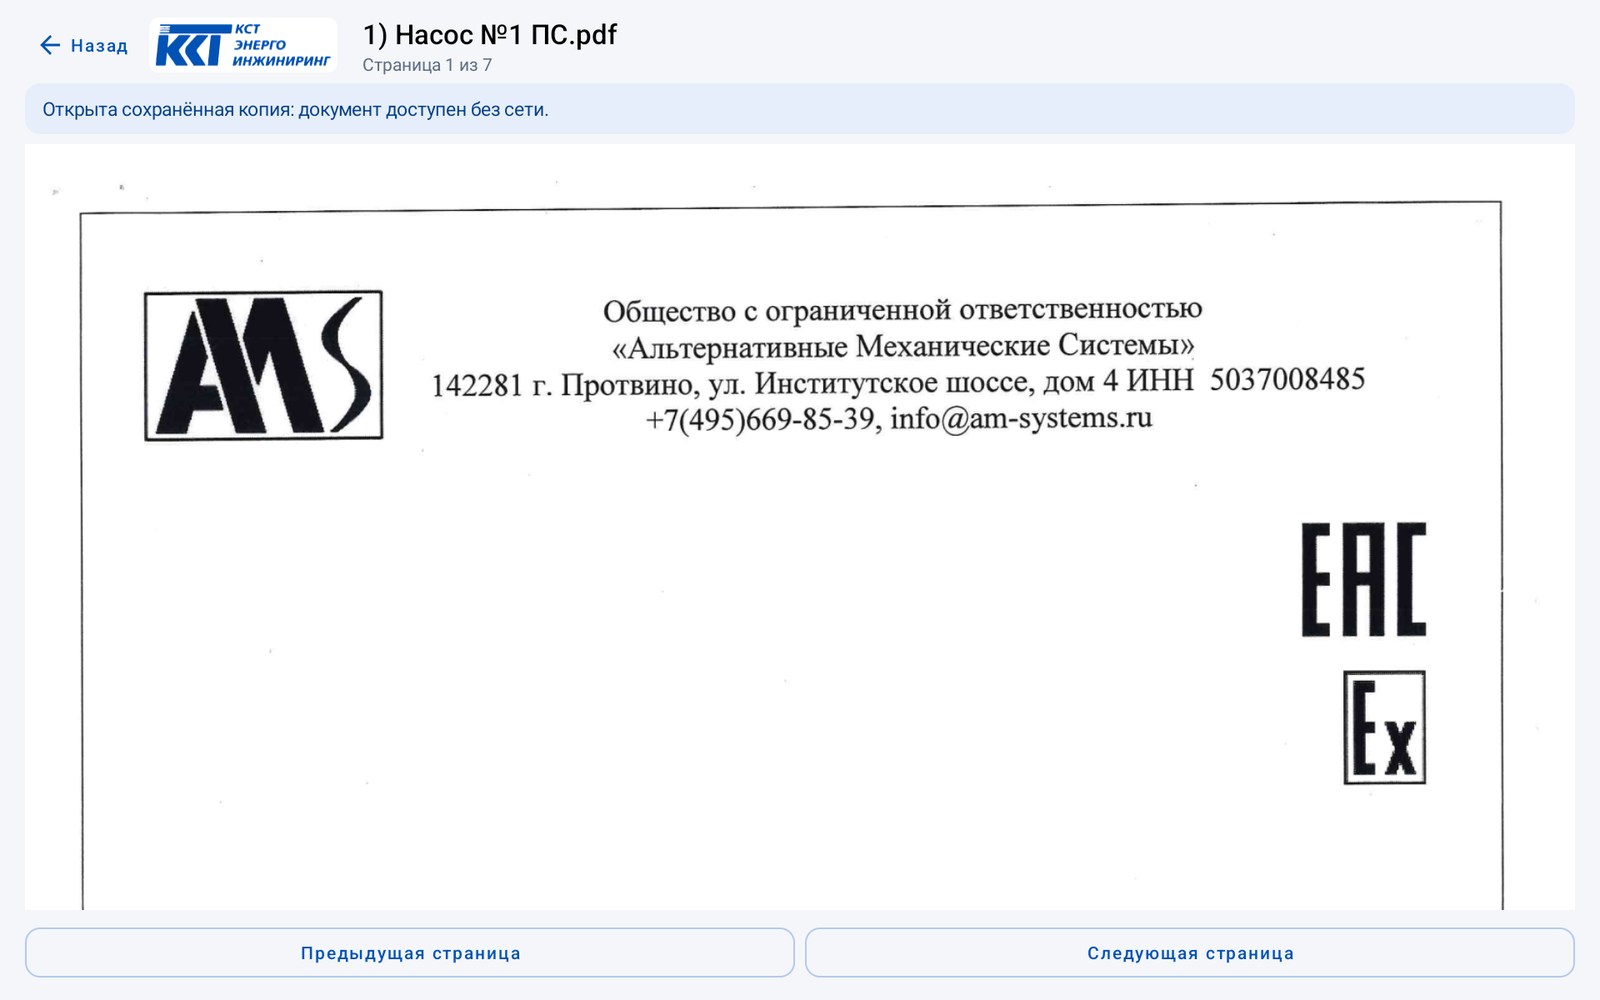 Назад
КСТ
ЭНЕРГО
ИНЖИНИРИНГ
1) Насос №1 ПС.pdf
Страница 1 из 7
Открыта сохранённая копия: документ доступен без сети.
AMS
Общество с ограниченной ответственностью
«Альтернативные Механические Системы»
142281 г. Протвино, ул. Институтское шоссе, дом 4 ИНН 5037008485
+7(495)669-85-39, info@am-systems.ru
EAC
Ex
Предыдущая страница
Следующая страница